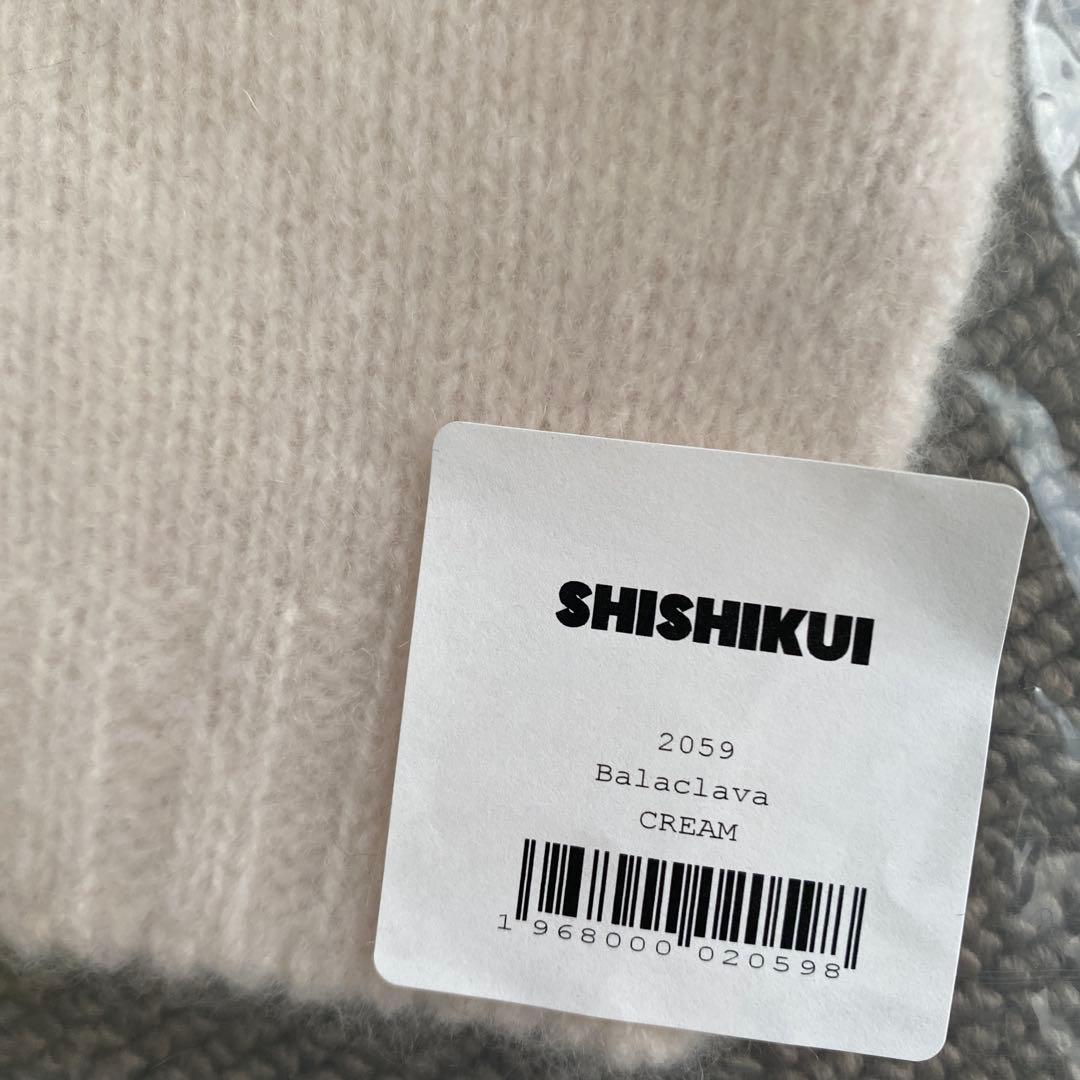 SHISHIKUI
2059
Balaclava
CREAM
1 968000 020598